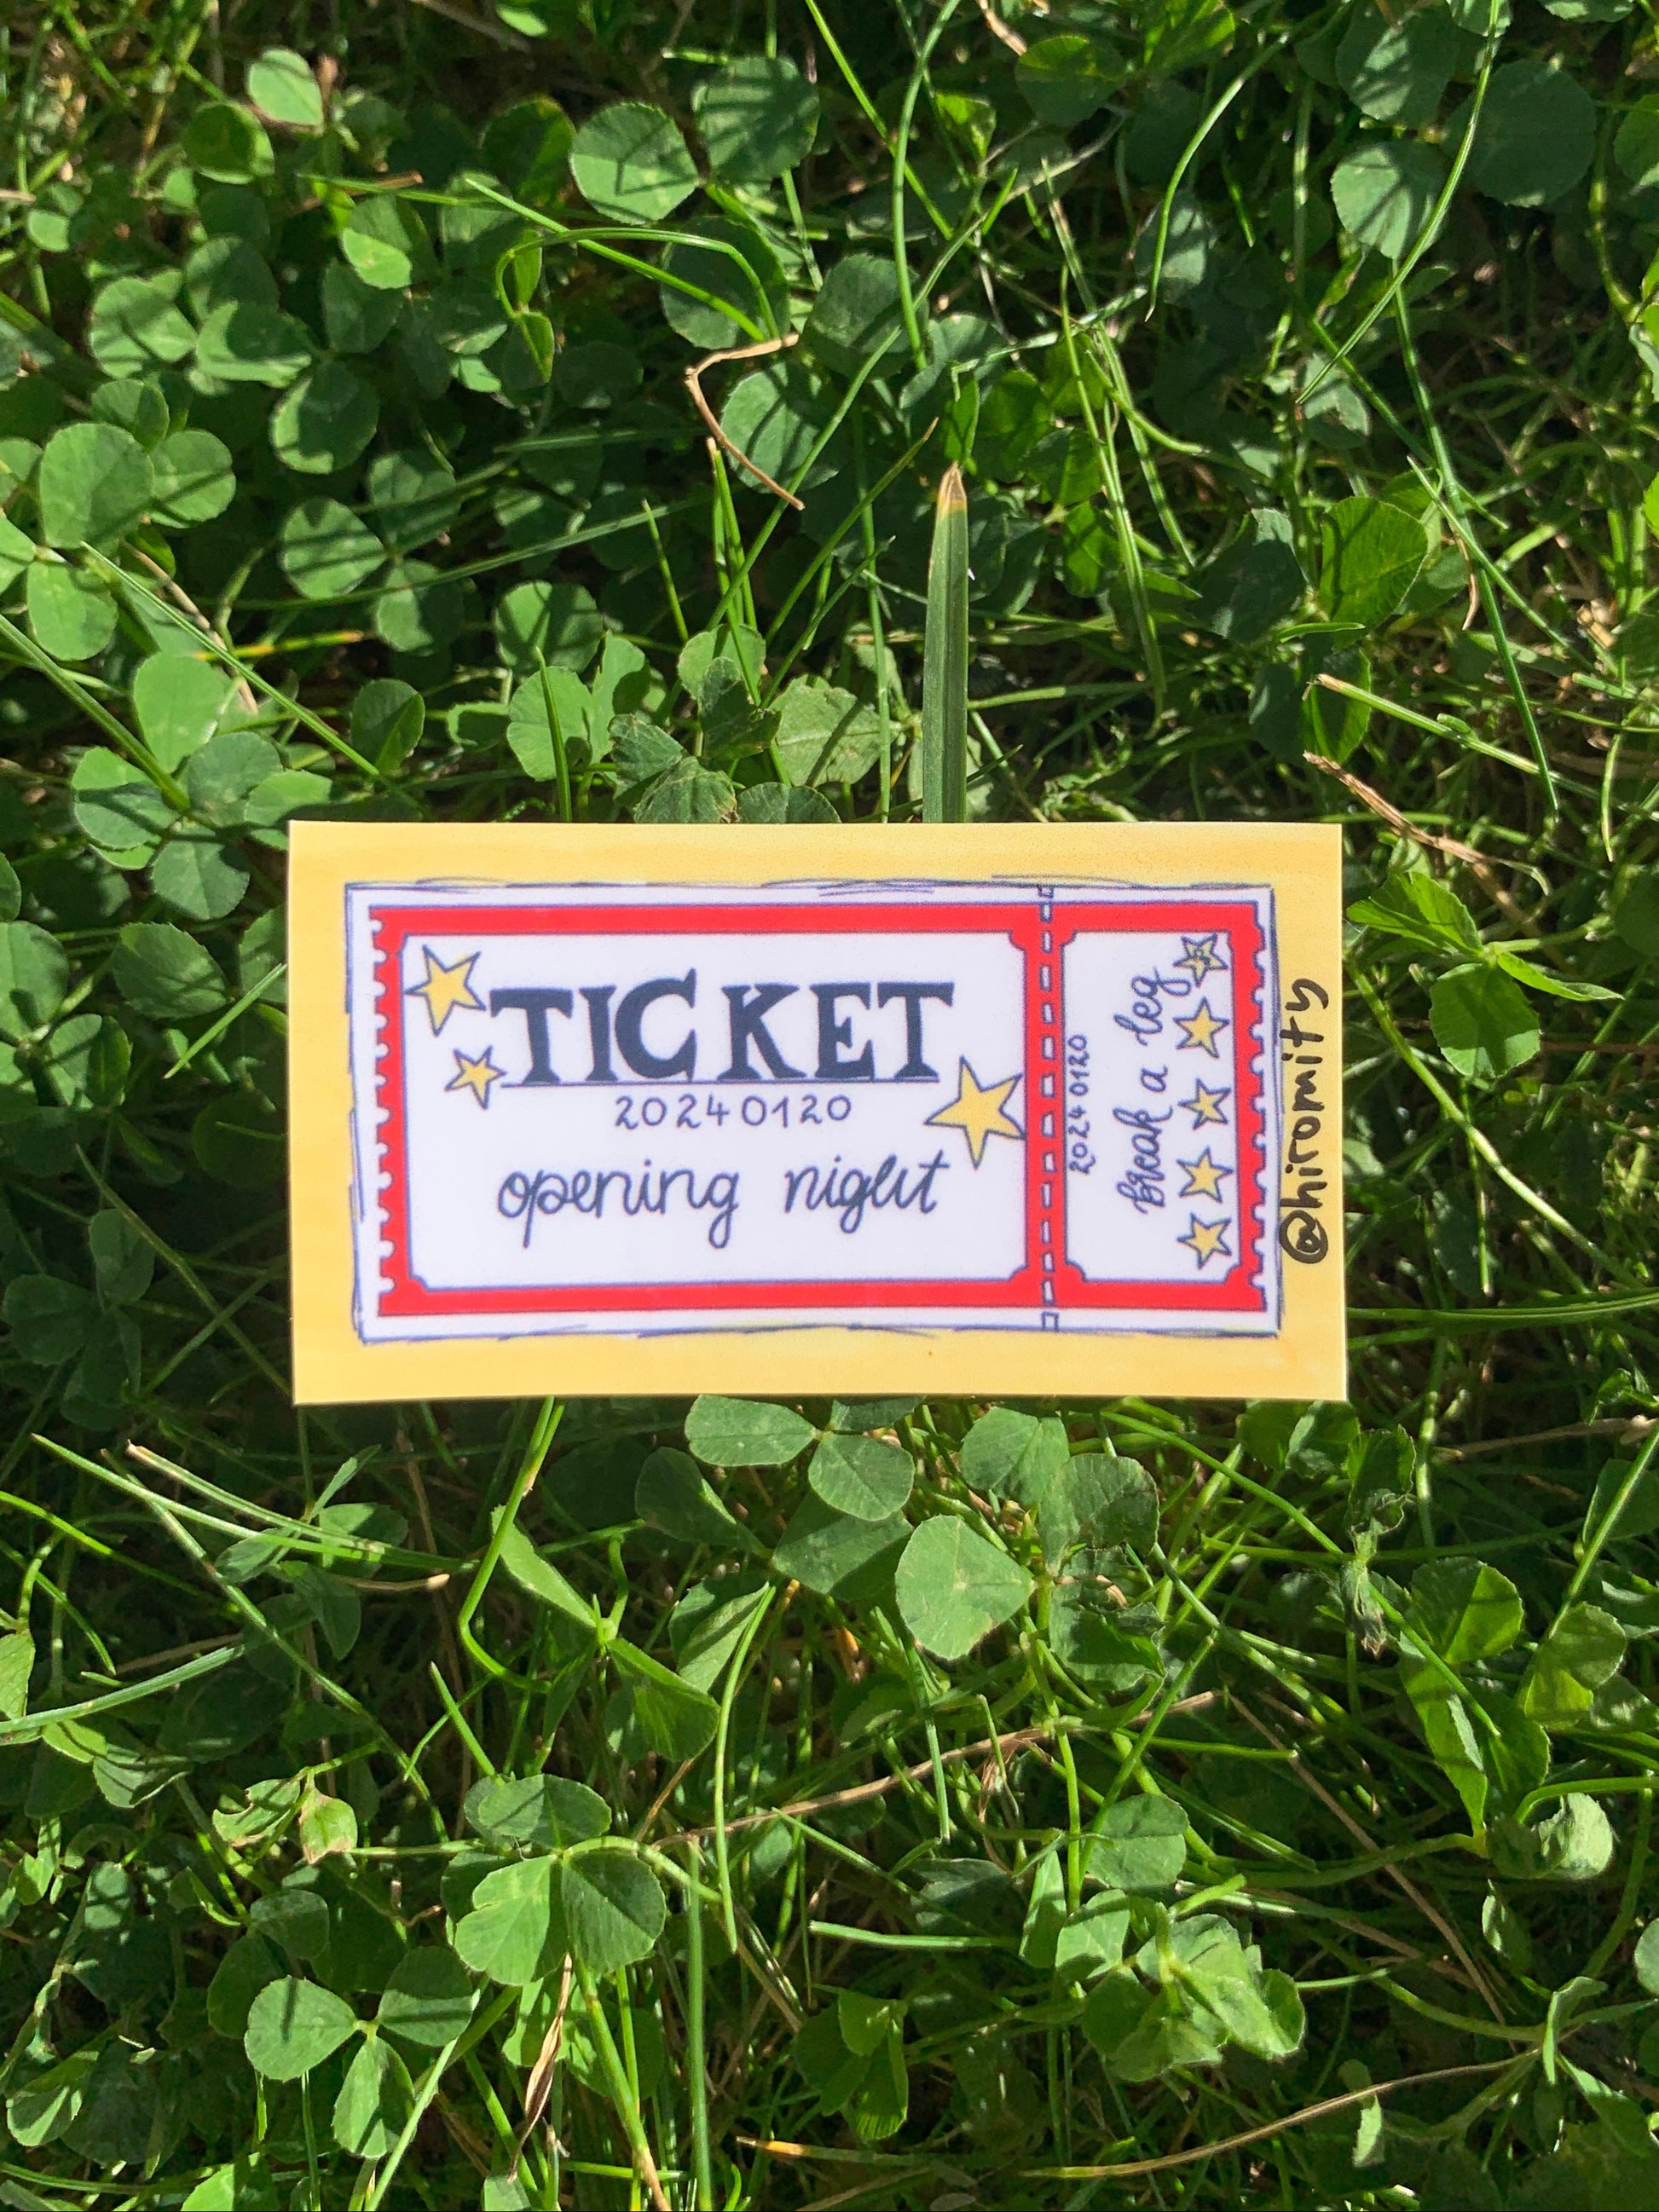 TICKET
20240120
opening night
20240120
break a leg
@hiromity